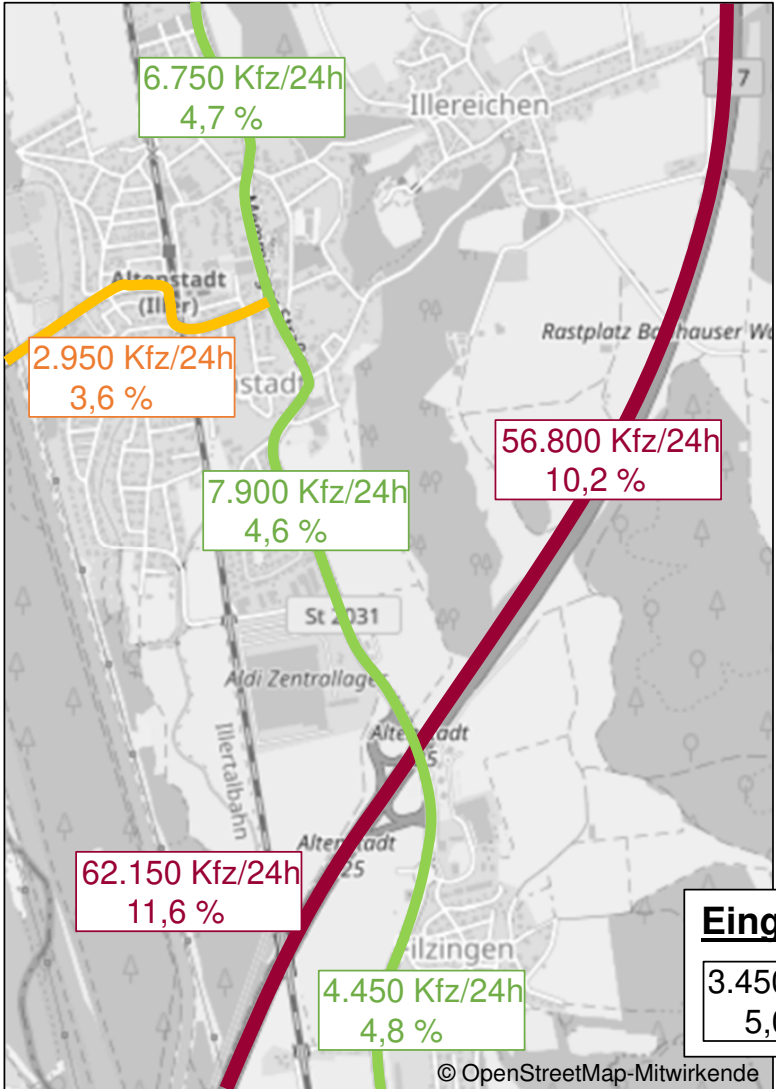 6.750 Kfz/24h
4,7 %
7
Illereichen
Altenstadt
(Iller)
Rastplatz
2.950 Kfz/24h
3,6 %
56.800 Kfz/24h
10,2 %
7.900 Kfz/24h
4,6 %
St 2031
Aldi Zentrallager
Illertalbahn
62.150 Kfz/24h
11,6 %
4.450 Kfz/24h
4,8 %
© OpenStreetMap-Mitwirkende